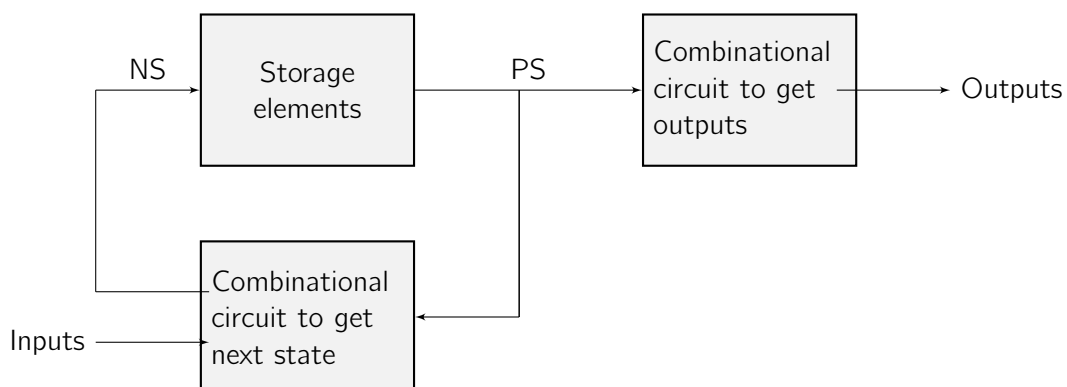 NS
Storage
elements
PS
Combinational
circuit to get
outputs
Outputs
Combinational
circuit to get
next state
Inputs